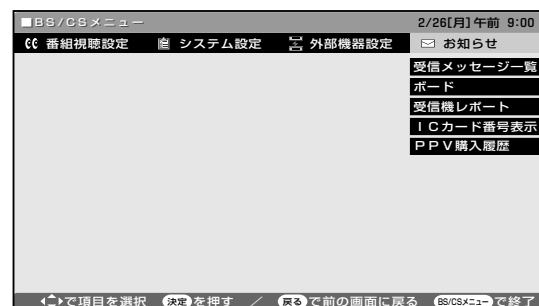 ■BS/CSメニュー 2/26[月]午前 9:00
番組視聴設定 システム設定 外部機器設定 お知らせ
受信メッセージ一覧
ボード
受信機レポート
ICカード番号表示
PPV購入履歴
で項目を選択 決定を押す / 戻るで前の画面に戻る BS/CSメニューで終了